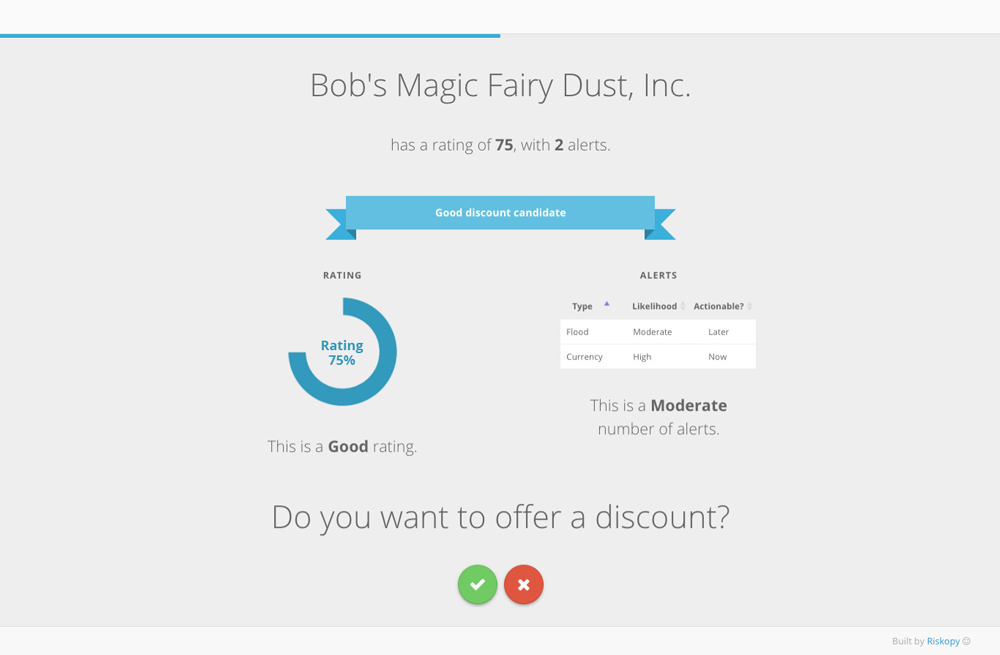 Bob's Magic Fairy Dust, Inc.
has a rating of 75, with 2 alerts.
Good discount candidate
RATING
Rating
75%
This is a Good rating.
ALERTS
Type Likelihood Actionable?
Flood Moderate Later
Currency High Now
This is a Moderate
number of alerts.
Do you want to offer a discount?
Built by Riskopy